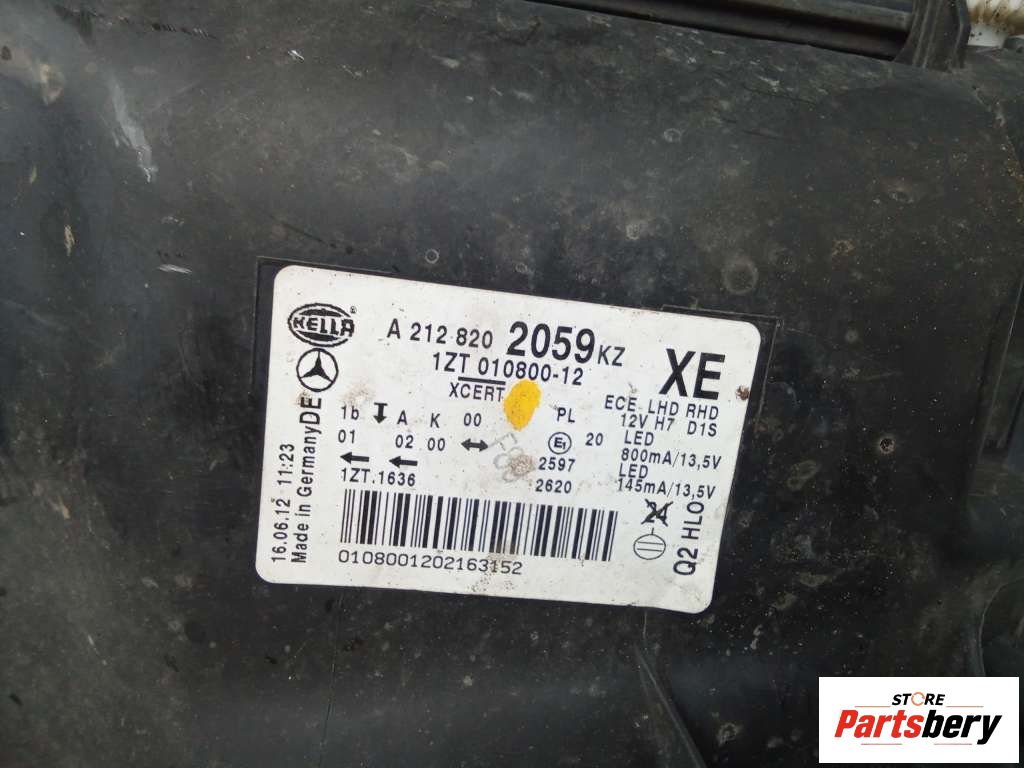 HELLA
A 212 820 2059 KZ
1ZT 010800-12
XE
XCERT
ECE LHD RHD
1b A K 00 PL 12V H7 D1S
01 02 00 E1 20 LED
800mA/13,5V
2597 LED
1ZT.1636 2620 145mA/13,5V
24
0108001202163152
Q2 HLO
16.06.12 11:23
Made in Germany DE
STORE
Partsbery